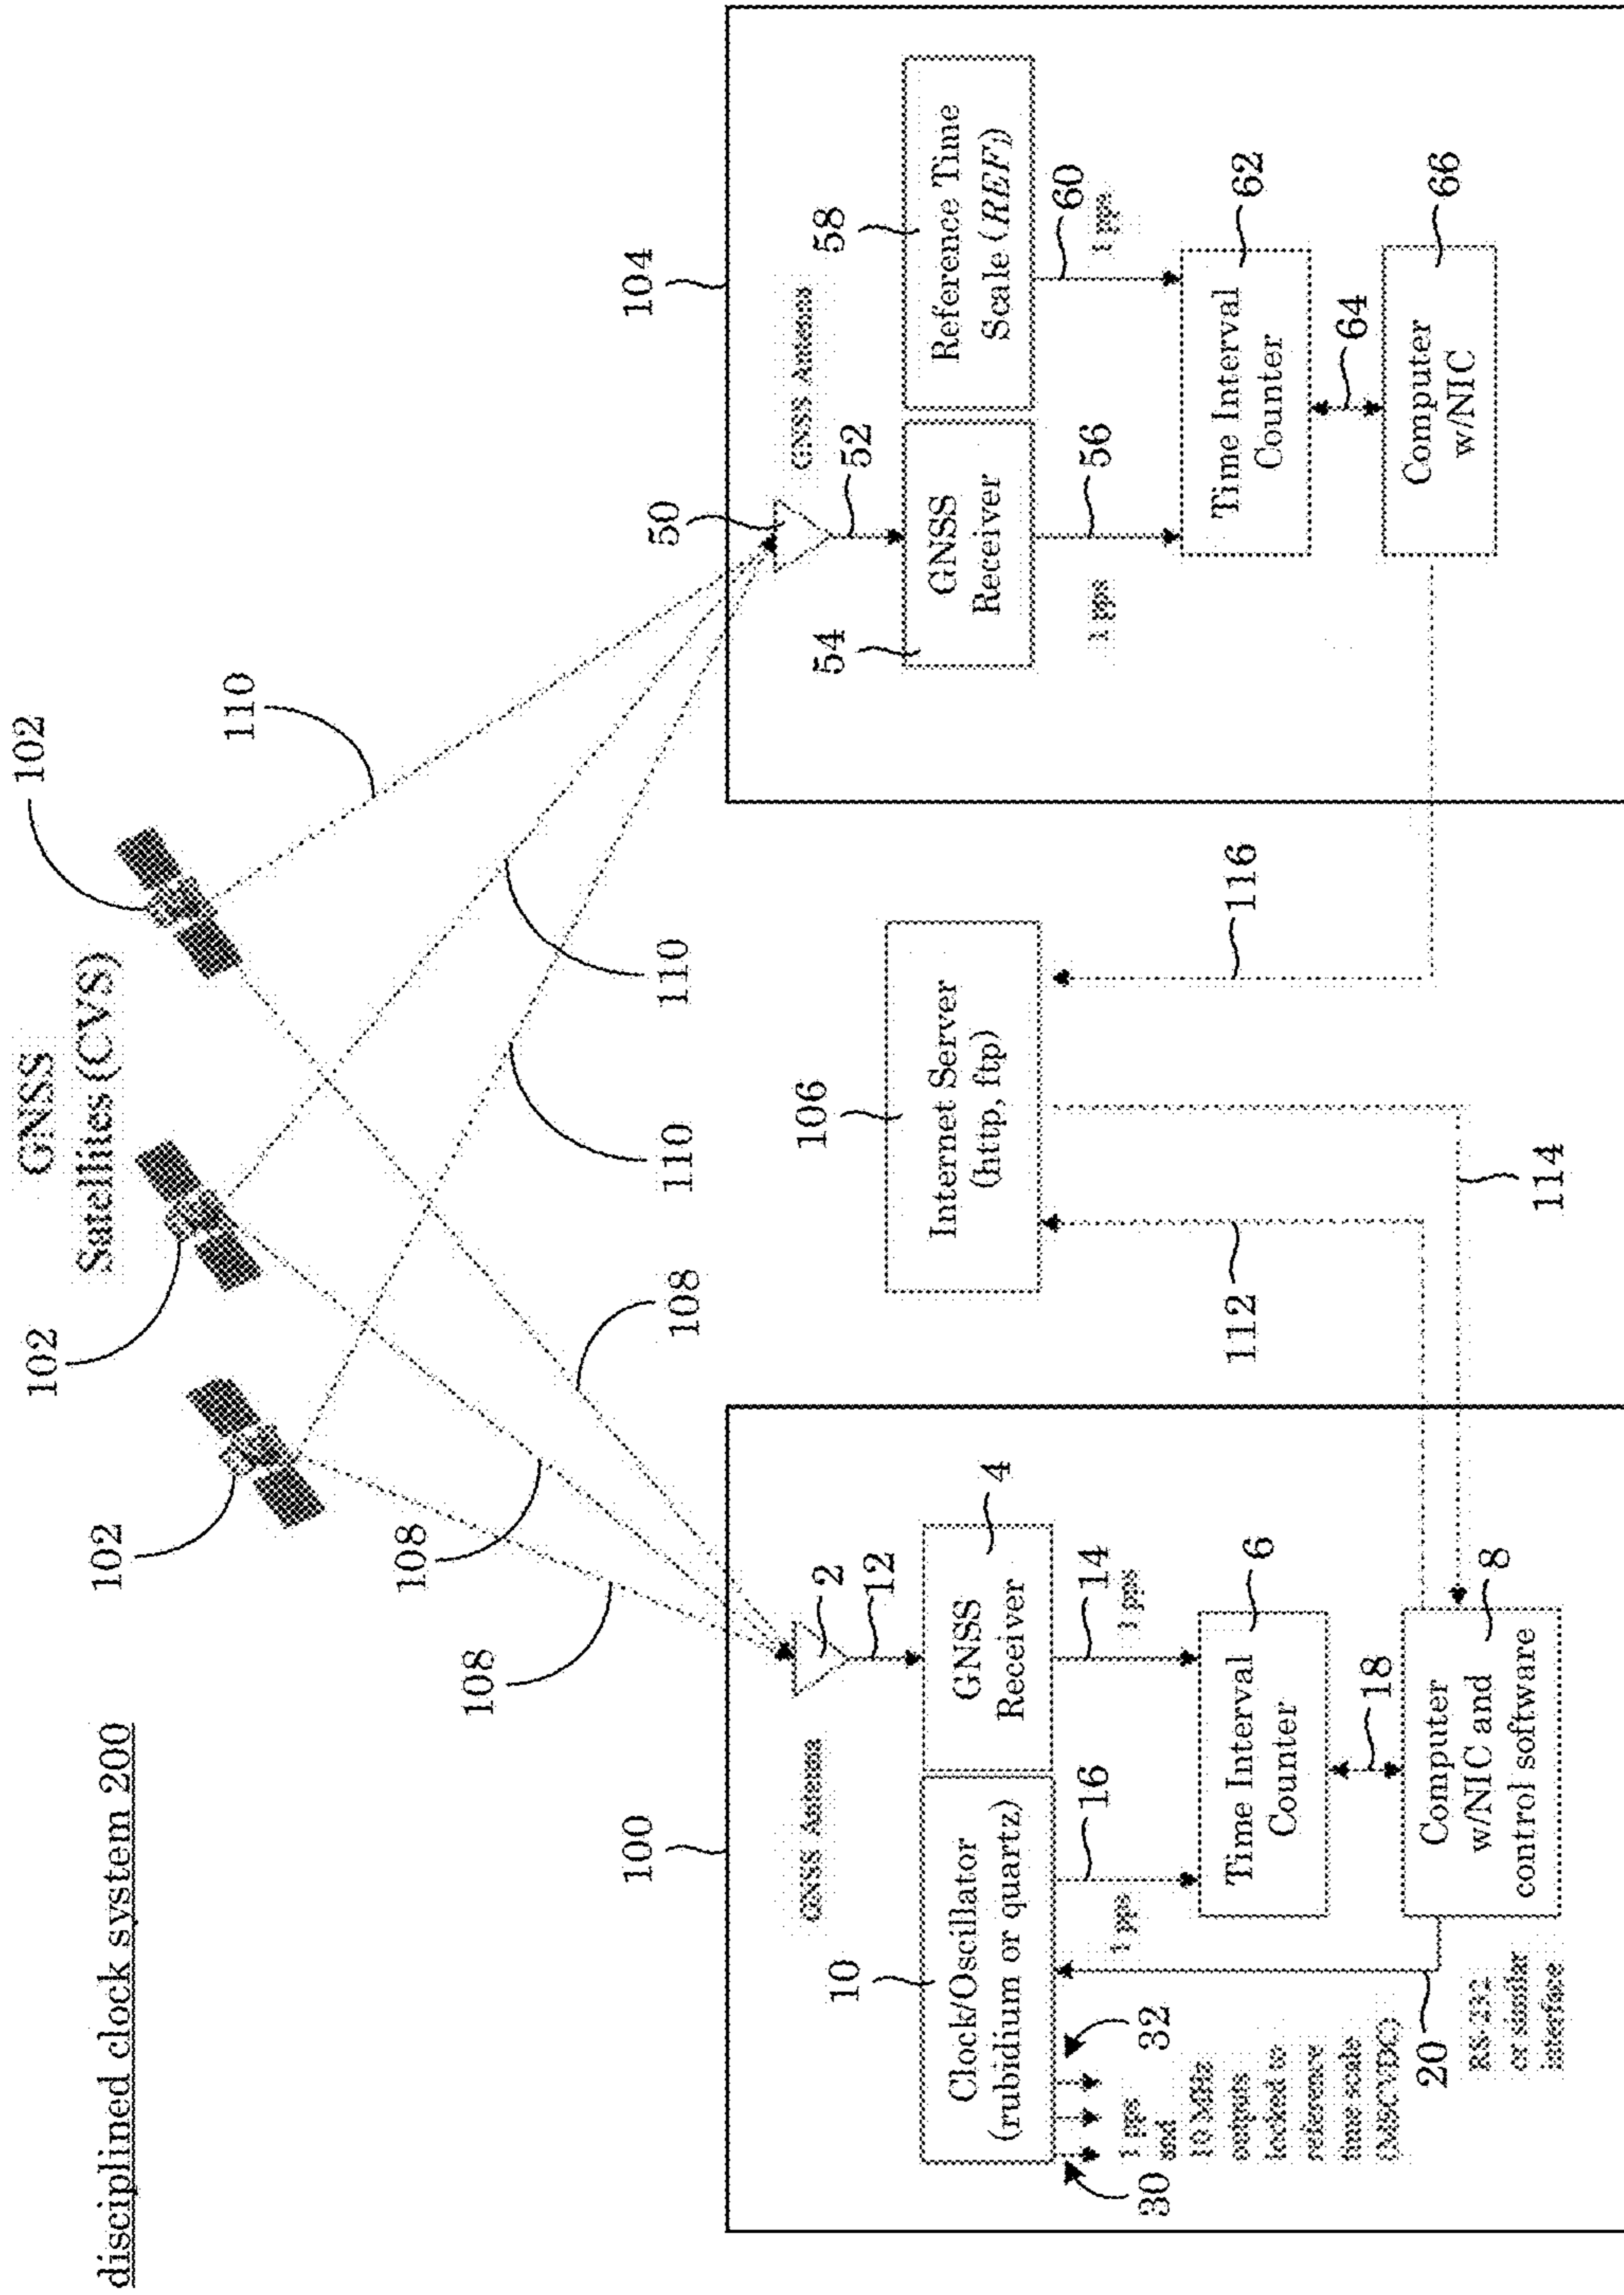 disciplined clock system 200
GNSS
Satellites (CVS)
102
102
102
108
108
108
110
110
110
100
104
GNSS Antenna
2
12
10
Clock/Oscillator
(rubidium or quartz)
GNSS
Receiver
4
30
32
16
14
1 pps
1 pps
1 pps
and
10 MHz
outputs
locked to
reference
time scale
Time Interval
Counter
6
18
20
RS-232
or similar
interface
Computer
w/NIC and
control software
8
106
Internet Server
(http, ftp)
112
114
116
50
GNSS Antenna
52
54
GNSS
Receiver
58
Reference Time
Scale (REF)
56
1 pps
60
1 pps
Time Interval
Counter
62
64
Computer
w/NIC
66